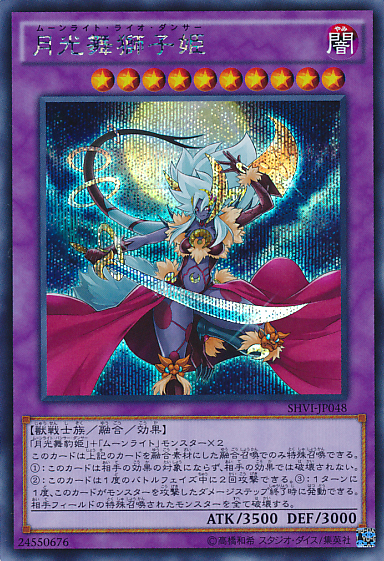 ムーンライト・ライオ・ダンサー
月光舞獅子姫
闇
SHVI-JP048
【獣戦士族／融合／効果】
「月光舞豹姫」+「ムーンライト」モンスター×2
このカードは上記のカードを融合素材にした融合召喚でのみ特殊召喚できる。
①：このカードは相手の効果の対象にならず、相手の効果では破壊されない。
②：このカードは1度のバトルフェイズ中に2回攻撃できる。③：1ターンに
1度、このカードがモンスターを攻撃したダメージステップ終了時に発動できる。
相手フィールドの特殊召喚されたモンスターを全て破壊する。
ATK/3500 DEF/3000
24550676 ©高橋和希 スタジオ・ダイス/集英社